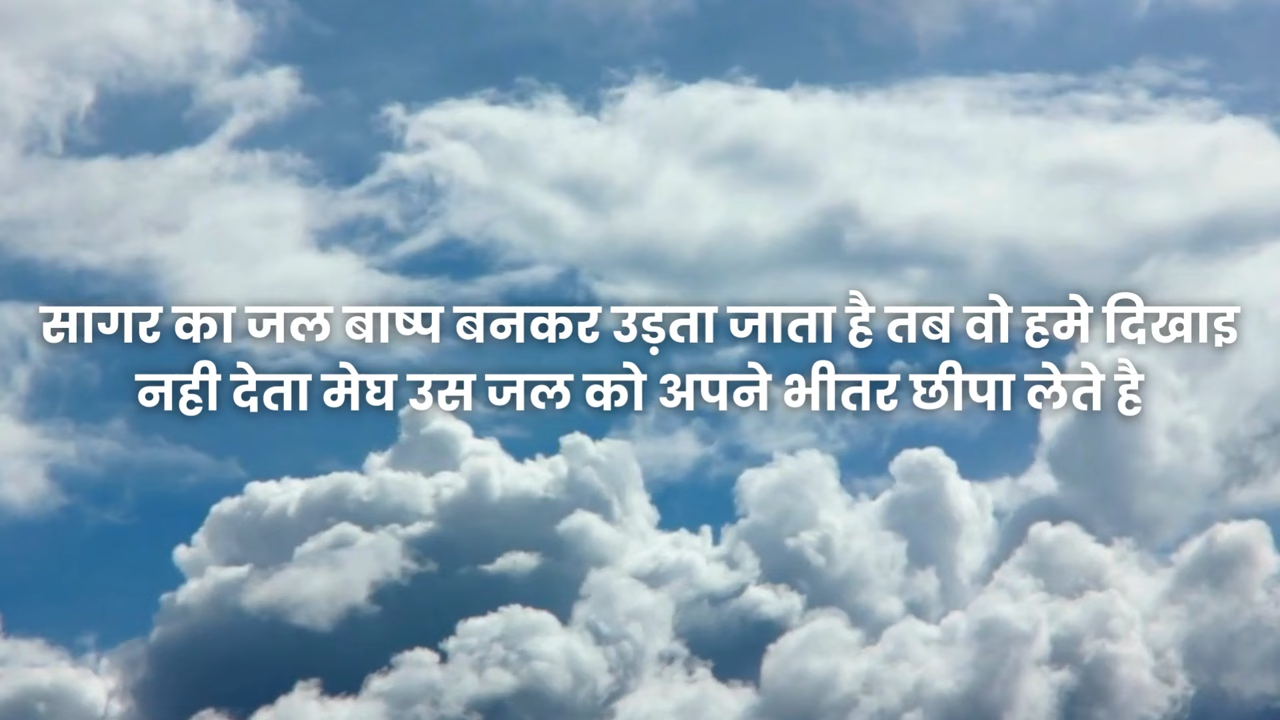 सागर का जल बाष्प बनकर उड़ता जाता है तब वो हमे दिखाइ
नही देता मेघ उस जल को अपने भीतर छीपा लेते है